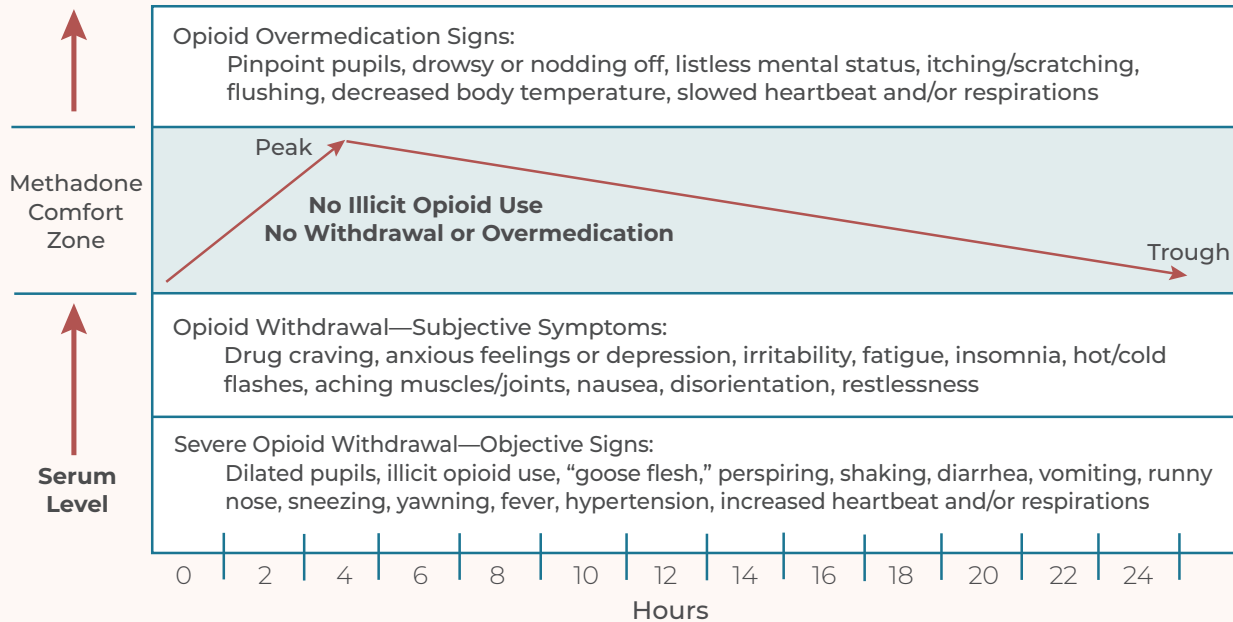 Opioid Overmedication Signs:
Pinpoint pupils, drowsy or nodding off, listless mental status, itching/scratching,
flushing, decreased body temperature, slowed heartbeat and/or respirations
Methadone
Comfort
Zone
Peak
No Illicit Opioid Use
No Withdrawal or Overmedication
Trough
Opioid Withdrawal—Subjective Symptoms:
Drug craving, anxious feelings or depression, irritability, fatigue, insomnia, hot/cold
flashes, aching muscles/joints, nausea, disorientation, restlessness
Serum
Level
Severe Opioid Withdrawal—Objective Signs:
Dilated pupils, illicit opioid use, “goose flesh,” perspiring, shaking, diarrhea, vomiting, runny
nose, sneezing, yawning, fever, hypertension, increased heartbeat and/or respirations
0 2 4 6 8 10 12 14 16 18 20 22 24
Hours